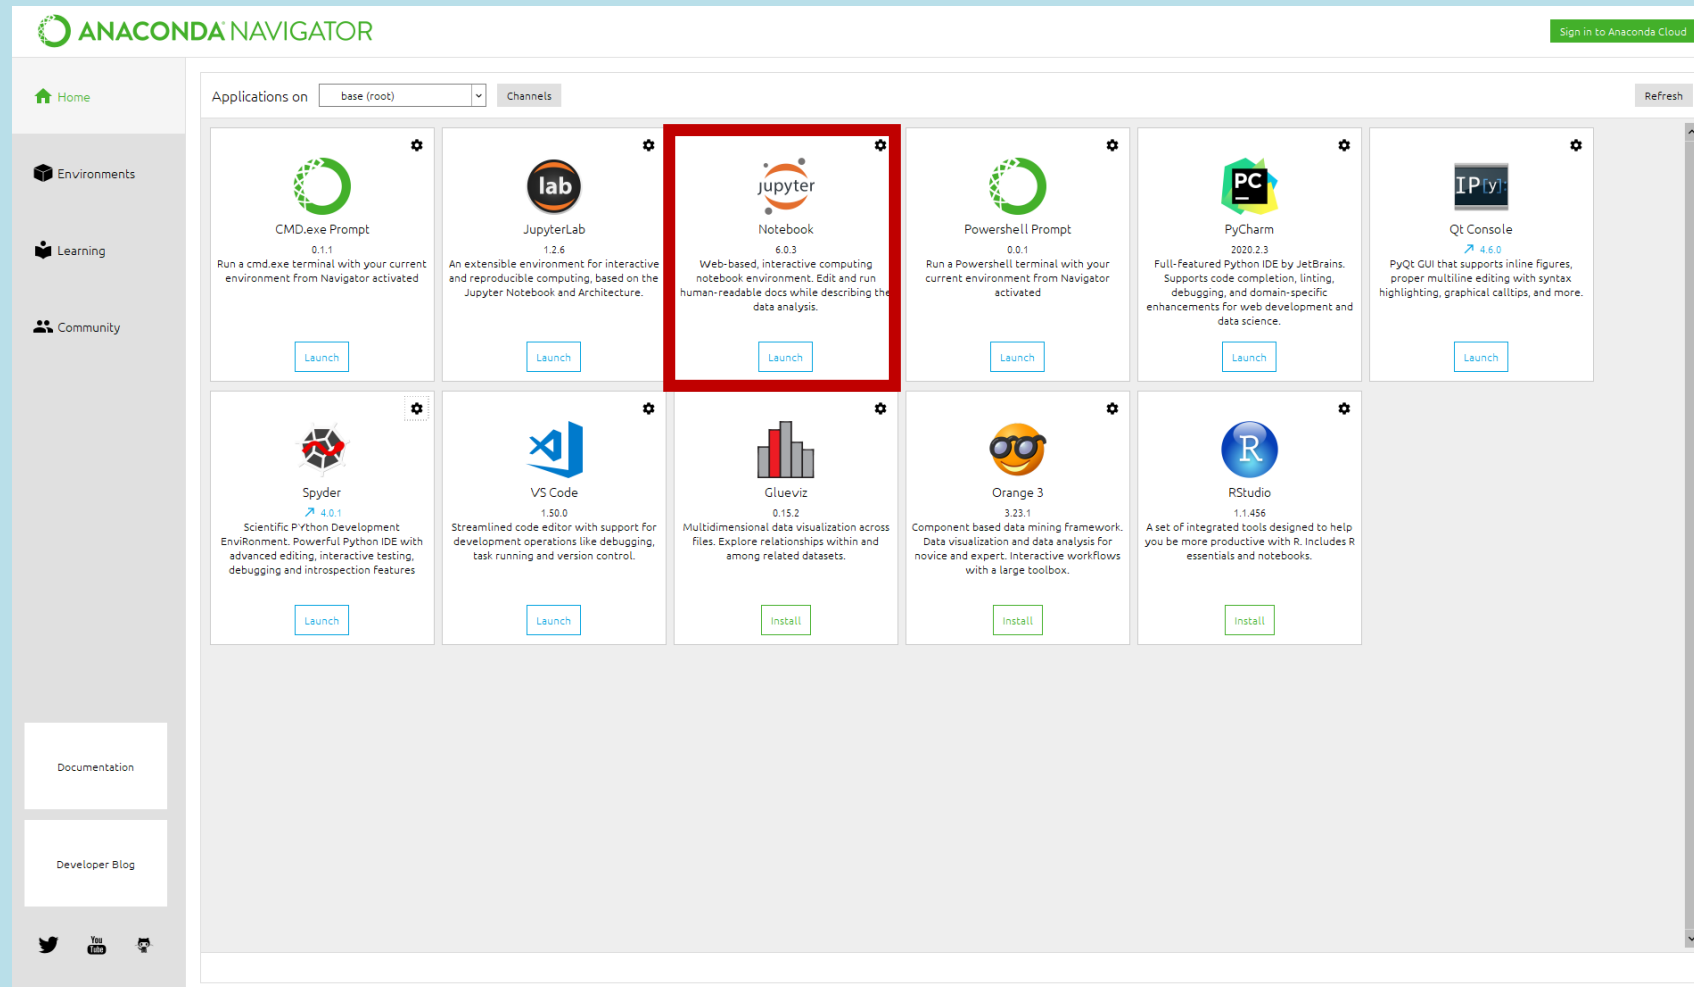 ANACONDA NAVIGATOR
Sign in to Anaconda Cloud
Home
Environments
Learning
Community
Documentation
Developer Blog
You
Tube
Applications on
base (root)
Channels
Refresh
CMD.exe Prompt
0.1.1
Run a cmd.exe terminal with your current
environment from Navigator activated
Launch
lab
JupyterLab
1.2.6
An extensible environment for interactive
and reproducible computing, based on the
Jupyter Notebook and Architecture.
Launch
jupyter
Notebook
6.0.3
Web-based, interactive computing
notebook environment. Edit and run
human-readable docs while describing the
data analysis.
Launch
Powershell Prompt
0.0.1
Run a Powershell terminal with your
current environment from Navigator
activated
Launch
PC
PyCharm
2020.2.3
Full-featured Python IDE by JetBrains.
Supports code completion, linting,
debugging, and domain-specific
enhancements for web development and
data science.
Launch
IP[y]:
Qt Console
4.6.0
PyQt GUI that supports inline figures,
proper multiline editing with syntax
highlighting, graphical calltips, and more.
Launch
Spyder
4.0.1
Scientific PYthon Development
EnviRonment. Powerful Python IDE with
advanced editing, interactive testing,
debugging and introspection features
Launch
VS Code
1.50.0
Streamlined code editor with support for
development operations like debugging,
task running and version control.
Launch
Glueviz
0.15.2
Multidimensional data visualization across
files. Explore relationships within and
among related datasets.
Install
Orange 3
3.23.1
Component based data mining framework.
Data visualization and data analysis for
novice and expert. Interactive workflows
with a large toolbox.
Install
R
RStudio
1.1.456
A set of integrated tools designed to help
you be more productive with R. Includes R
essentials and notebooks.
Install